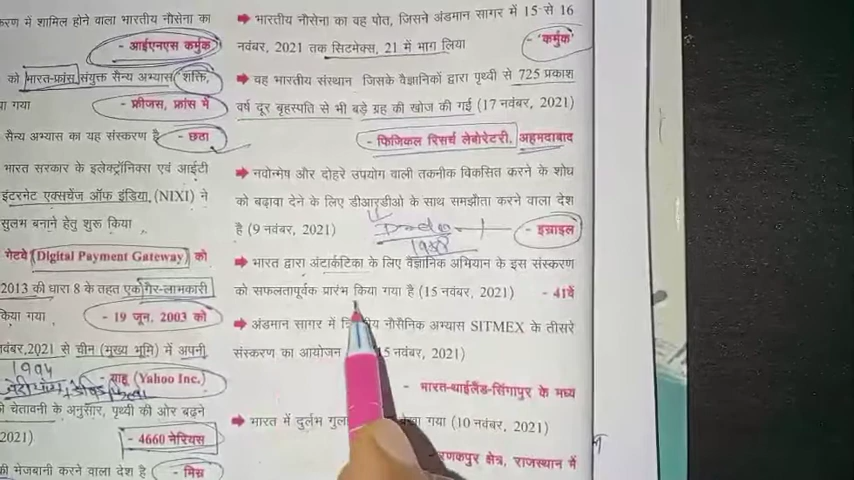 करण में शामिल होने वाला भारतीय नौसेना का
- आईएनएस कर्मुक
को भारत-फ्रांस संयुक्त सैन्य अभ्यास शक्ति,
या गया
- फ्रीजस, फ्रांस में
सैन्य अभ्यास का यह संस्करण है
- छठा
भारत सरकार के इलेक्ट्रॉनिक्स एवं आईटी
इंटरनेट एक्सचेंज ऑफ इंडिया, (NIXI) ने
सुलभ बनाने हेतु शुरू किया
गेटवे (Digital Payment Gateway) को
2013 की धारा 8 के तहत एक गैर-लाभकारी
किया गया
- 19 जून, 2003 को
नवंबर,2021 से चीन (मुख्य भूमि) में अपनी
1994
- याहू (Yahoo Inc.)
की चेतावनी के अनुसार, पृथ्वी की ओर बढ़ने
2021)
- 4660 नेरियस
की मेजबानी करने वाला देश है
- मिस्र
भारतीय नौसेना का वह पोत, जिसने अंडमान सागर में 15 से 16
नवंबर, 2021 तक सिटमेक्स, 21 में भाग लिया
- 'कर्मुक'
वह भारतीय संस्थान जिसके वैज्ञानिकों द्वारा पृथ्वी से 725 प्रकाश
वर्ष दूर बृहस्पति से भी बड़े ग्रह की खोज की गई (17 नवंबर, 2021)
- फिजिकल रिसर्च लेबोरेटरी, अहमदाबाद
नवोन्मेष और दोहरे उपयोग वाली तकनीक विकसित करने के शोध
को बढ़ावा देने के लिए डीआरडीओ के साथ समझौता करने वाला देश
है (9 नवंबर, 2021)
- इस्राइल
भारत द्वारा अंटार्कटिका के लिए वैज्ञानिक अभियान के इस संस्करण
को सफलतापूर्वक प्रारंभ किया गया है (15 नवंबर, 2021) - 41वें
अंडमान सागर में नौसैनिक अभ्यास SITMEX के तीसरे
संस्करण का आयोजन 15 नवंबर, 2021)
- भारत-थाईलैंड-सिंगापुर के मध्य
भारत में दुर्लभ देखा गया (10 नवंबर, 2021)
रणकपुर क्षेत्र, राजस्थान में